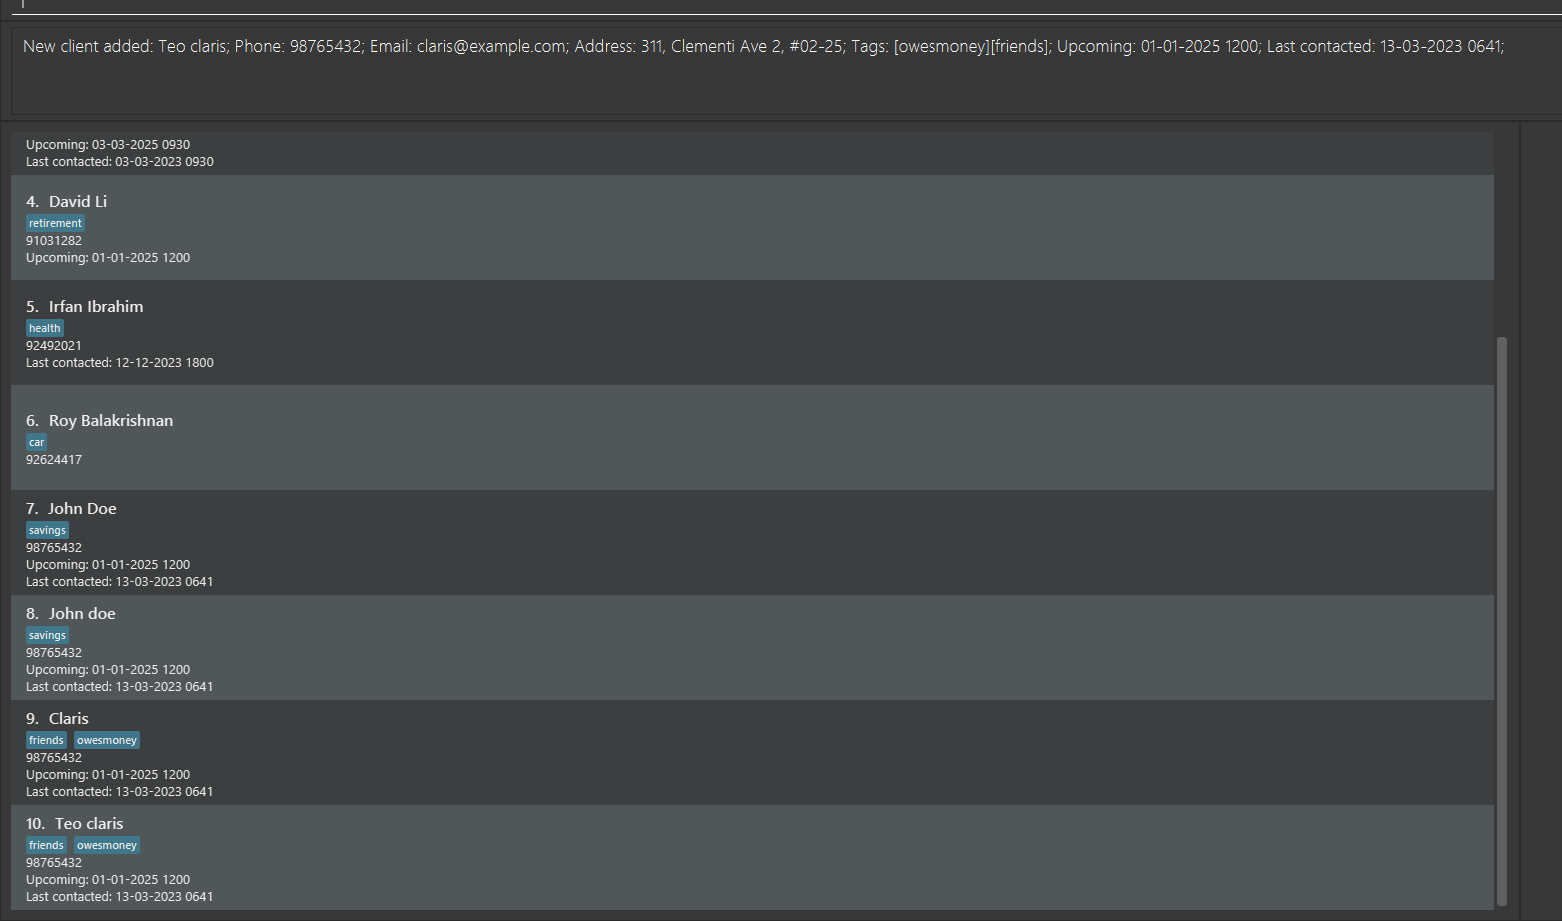 New client added: Teo claris; Phone: 98765432; Email: claris@example.com; Address: 311, Clementi Ave 2, #02-25; Tags: [owesmoney][friends]; Upcoming: 01-01-2025 1200; Last contacted: 13-03-2023 0641;
Upcoming: 03-03-2025 0930
Last contacted: 03-03-2023 0930
4. David Li
retirement
91031282
Upcoming: 01-01-2025 1200
5. Irfan Ibrahim
health
92492021
Last contacted: 12-12-2023 1800
6. Roy Balakrishnan
car
92624417
7. John Doe
savings
98765432
Upcoming: 01-01-2025 1200
Last contacted: 13-03-2023 0641
8. John doe
savings
98765432
Upcoming: 01-01-2025 1200
Last contacted: 13-03-2023 0641
9. Claris
friends owesmoney
98765432
Upcoming: 01-01-2025 1200
Last contacted: 13-03-2023 0641
10. Teo claris
friends owesmoney
98765432
Upcoming: 01-01-2025 1200
Last contacted: 13-03-2023 0641